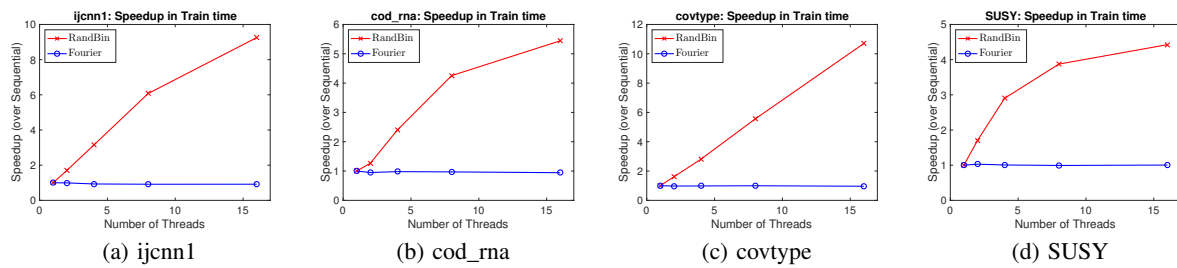 ijcnn1: Speedup in Train time
Speedup (over Sequential)
10
8
6
4
2
0
RandBin
Fourier
0 5 10 15
Number of Threads
(a) ijcnn1
cod_rna: Speedup in Train time
Speedup (over Sequential)
6
5
4
3
2
1
0
RandBin
Fourier
0 5 10 15
Number of Threads
(b) cod_rna
covtype: Speedup in Train time
Speedup (over Sequential)
12
10
8
6
4
2
0
RandBin
Fourier
0 5 10 15
Number of Threads
(c) covtype
SUSY: Speedup in Train time
Speedup (over Sequential)
5
4
3
2
1
0
RandBin
Fourier
0 5 10 15
Number of Threads
(d) SUSY